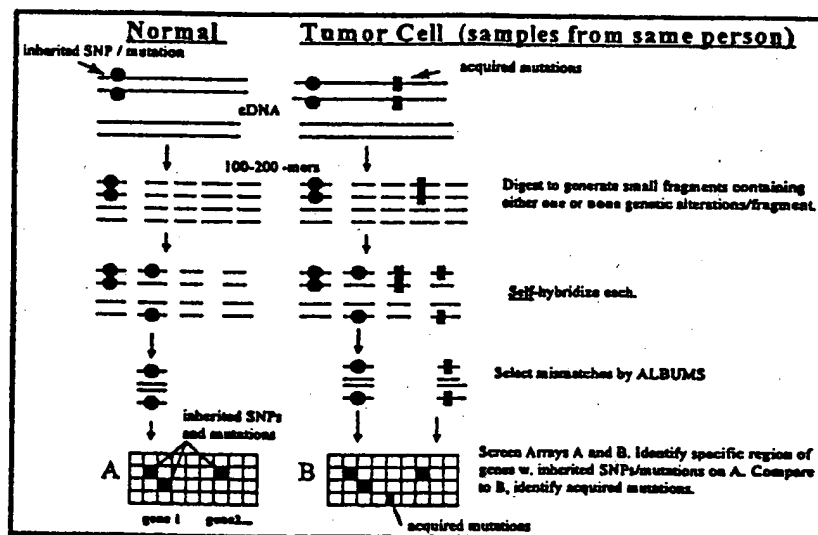 Normal
Tumor Cell (samples from same person)
inherited SNP / mutation
acquired mutations
cDNA
100-200 -mers
Digest to generate small fragments containing
either one or none genetic alterations/fragment.
Self-hybridize each.
Select mismatches by ALBUMS
inherited SNPs
and mutations
A
B
Screen Arrays A and B. Identify specific region of
genes w. inherited SNPs/mutations on A. Compare
to B, identify acquired mutations.
gene 1
gene2...
acquired mutations